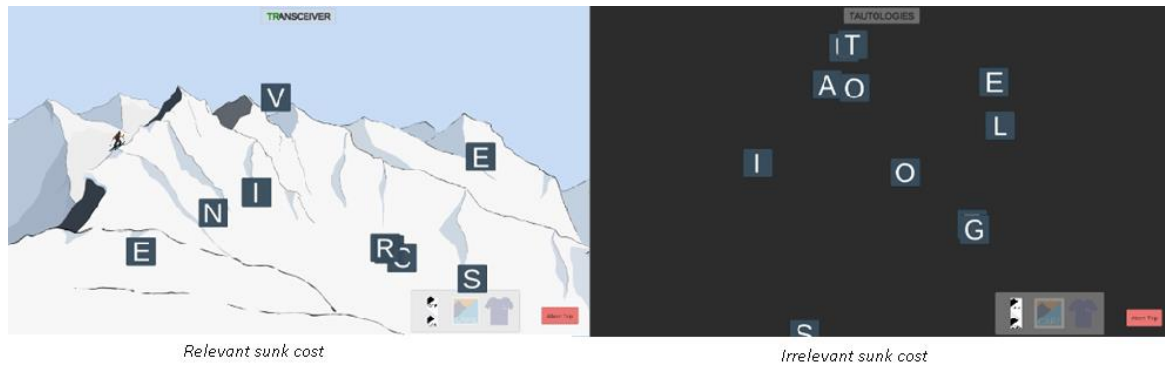 TRANSCEIVER
V
E
I
N
E
R C
S
Abort Trip
Relevant sunk cost
TAUTOLOGIES
T
A O
E
L
I
O
G
S
Abort Trip
Irrelevant sunk cost